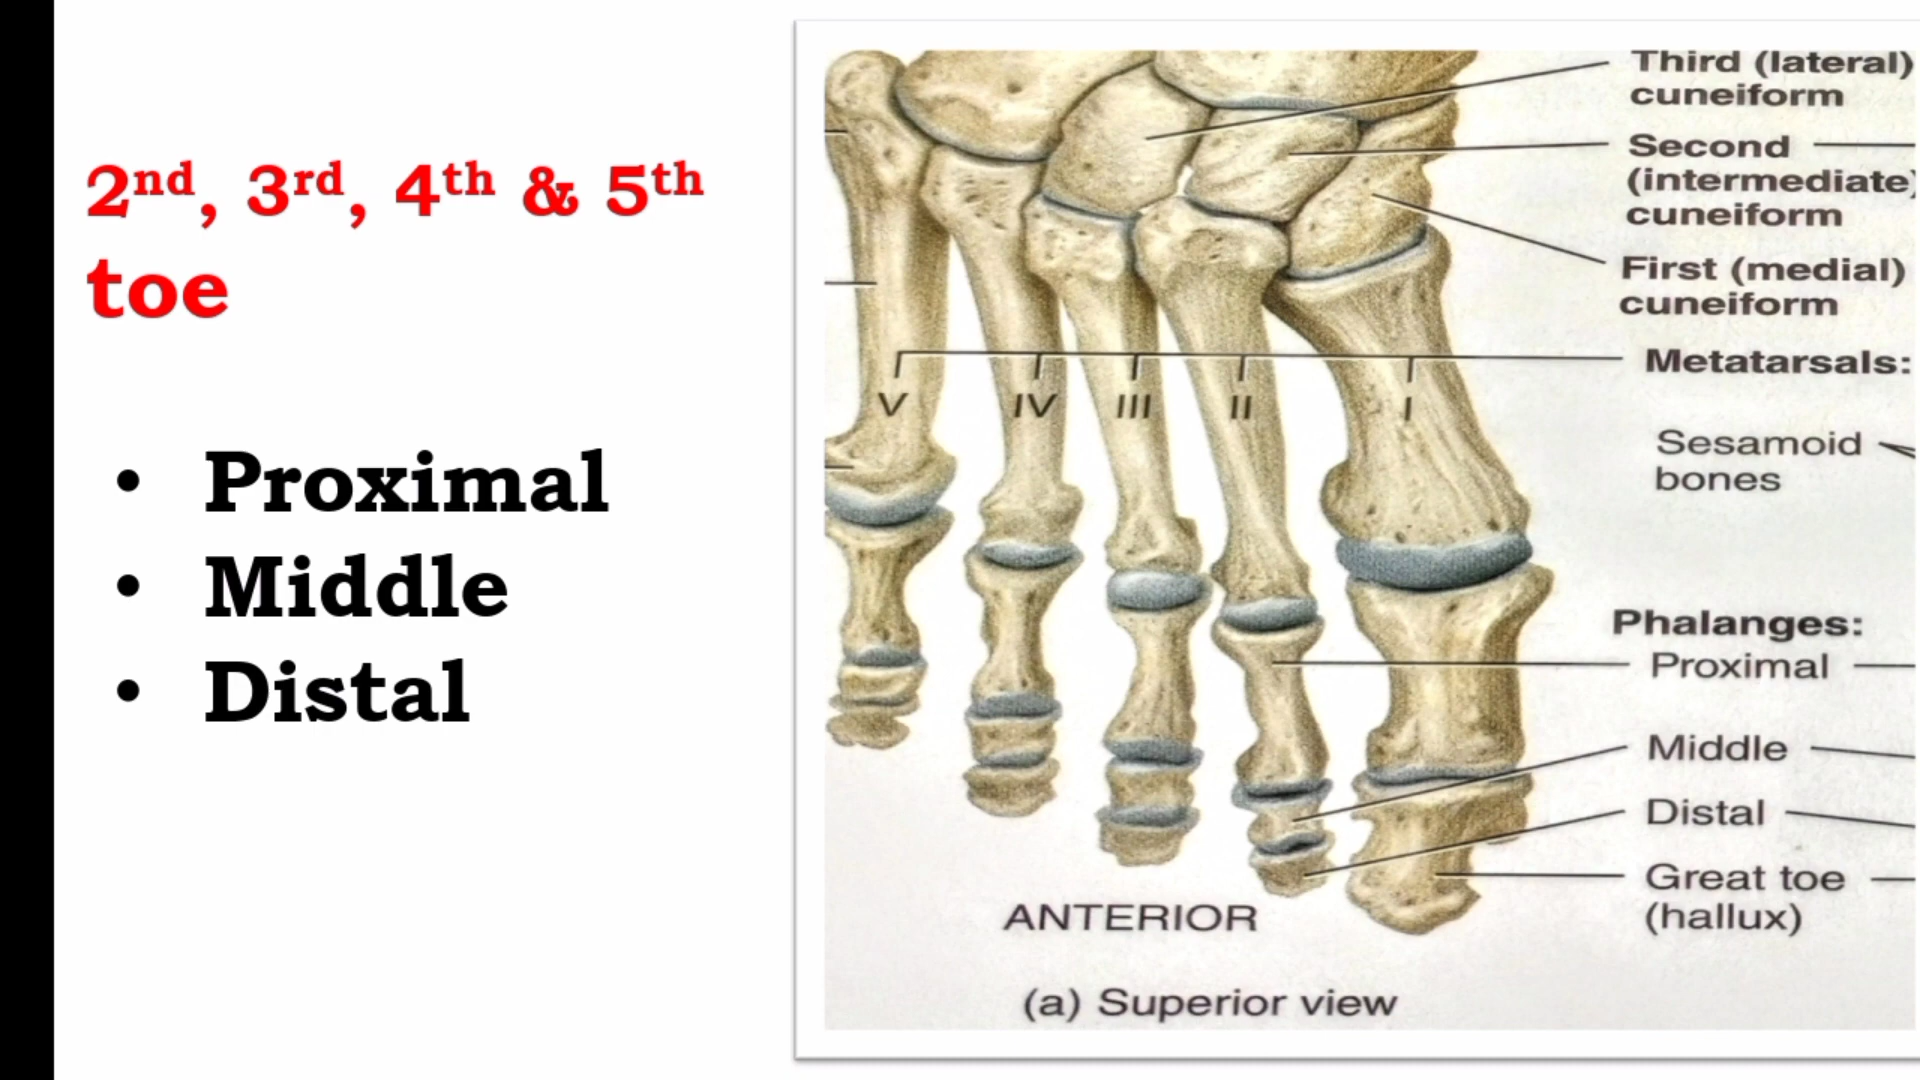 2nd, 3rd, 4th & 5th
toe
• Proximal
• Middle
• Distal
Third (lateral)
cuneiform
Second
(intermediate)
cuneiform
First (medial)
cuneiform
Metatarsals:
V IV III II I
Sesamoid
bones
Phalanges:
Proximal
Middle
Distal
Great toe
(hallux)
ANTERIOR
(a) Superior view